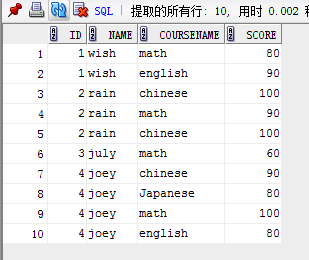 SQL | 提取的所有行: 10, 用时 0.002
ID NAME COURSENAME SCORE
1 1 wish math 80
2 1 wish english 90
3 2 rain chinese 100
4 2 rain math 90
5 2 rain chinese 100
6 3 july math 60
7 4 joey chinese 90
8 4 joey Japanese 80
9 4 joey math 100
10 4 joey english 80